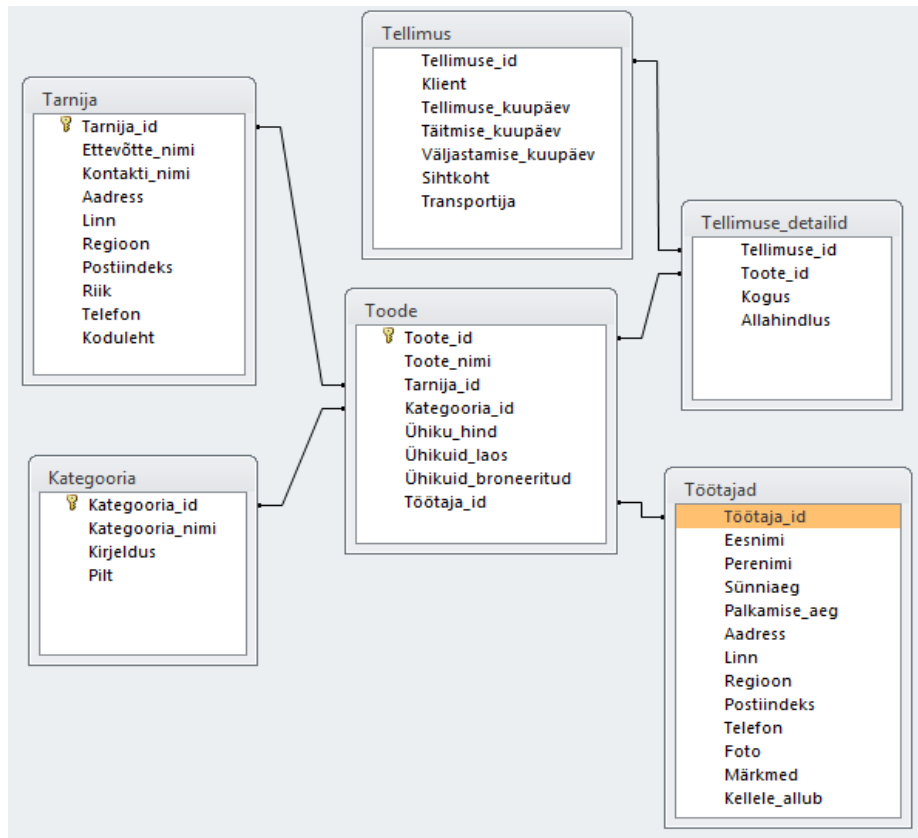 Tarnija
Tarnija_id
Ettevõtte_nimi
Kontakti_nimi
Aadress
Linn
Regioon
Postiindeks
Riik
Telefon
Koduleht
Tellimus
Tellimuse_id
Klient
Tellimuse_kuupäev
Täitmise_kuupäev
Väljastamise_kuupäev
Sihtkoht
Transportija
Tellimuse_detailid
Tellimuse_id
Toote_id
Kogus
Allahindlus
Toode
Toote_id
Toote_nimi
Tarnija_id
Kategooria_id
Ühiku_hind
Ühikuid_laos
Ühikuid_broneeritud
Töötaja_id
Kategooria
Kategooria_id
Kategooria_nimi
Kirjeldus
Pilt
Töötajad
Töötaja_id
Eesnimi
Perenimi
Sünniaeg
Palkamise_aeg
Aadress
Linn
Regioon
Postiindeks
Telefon
Foto
Märkmed
Kellele_allub